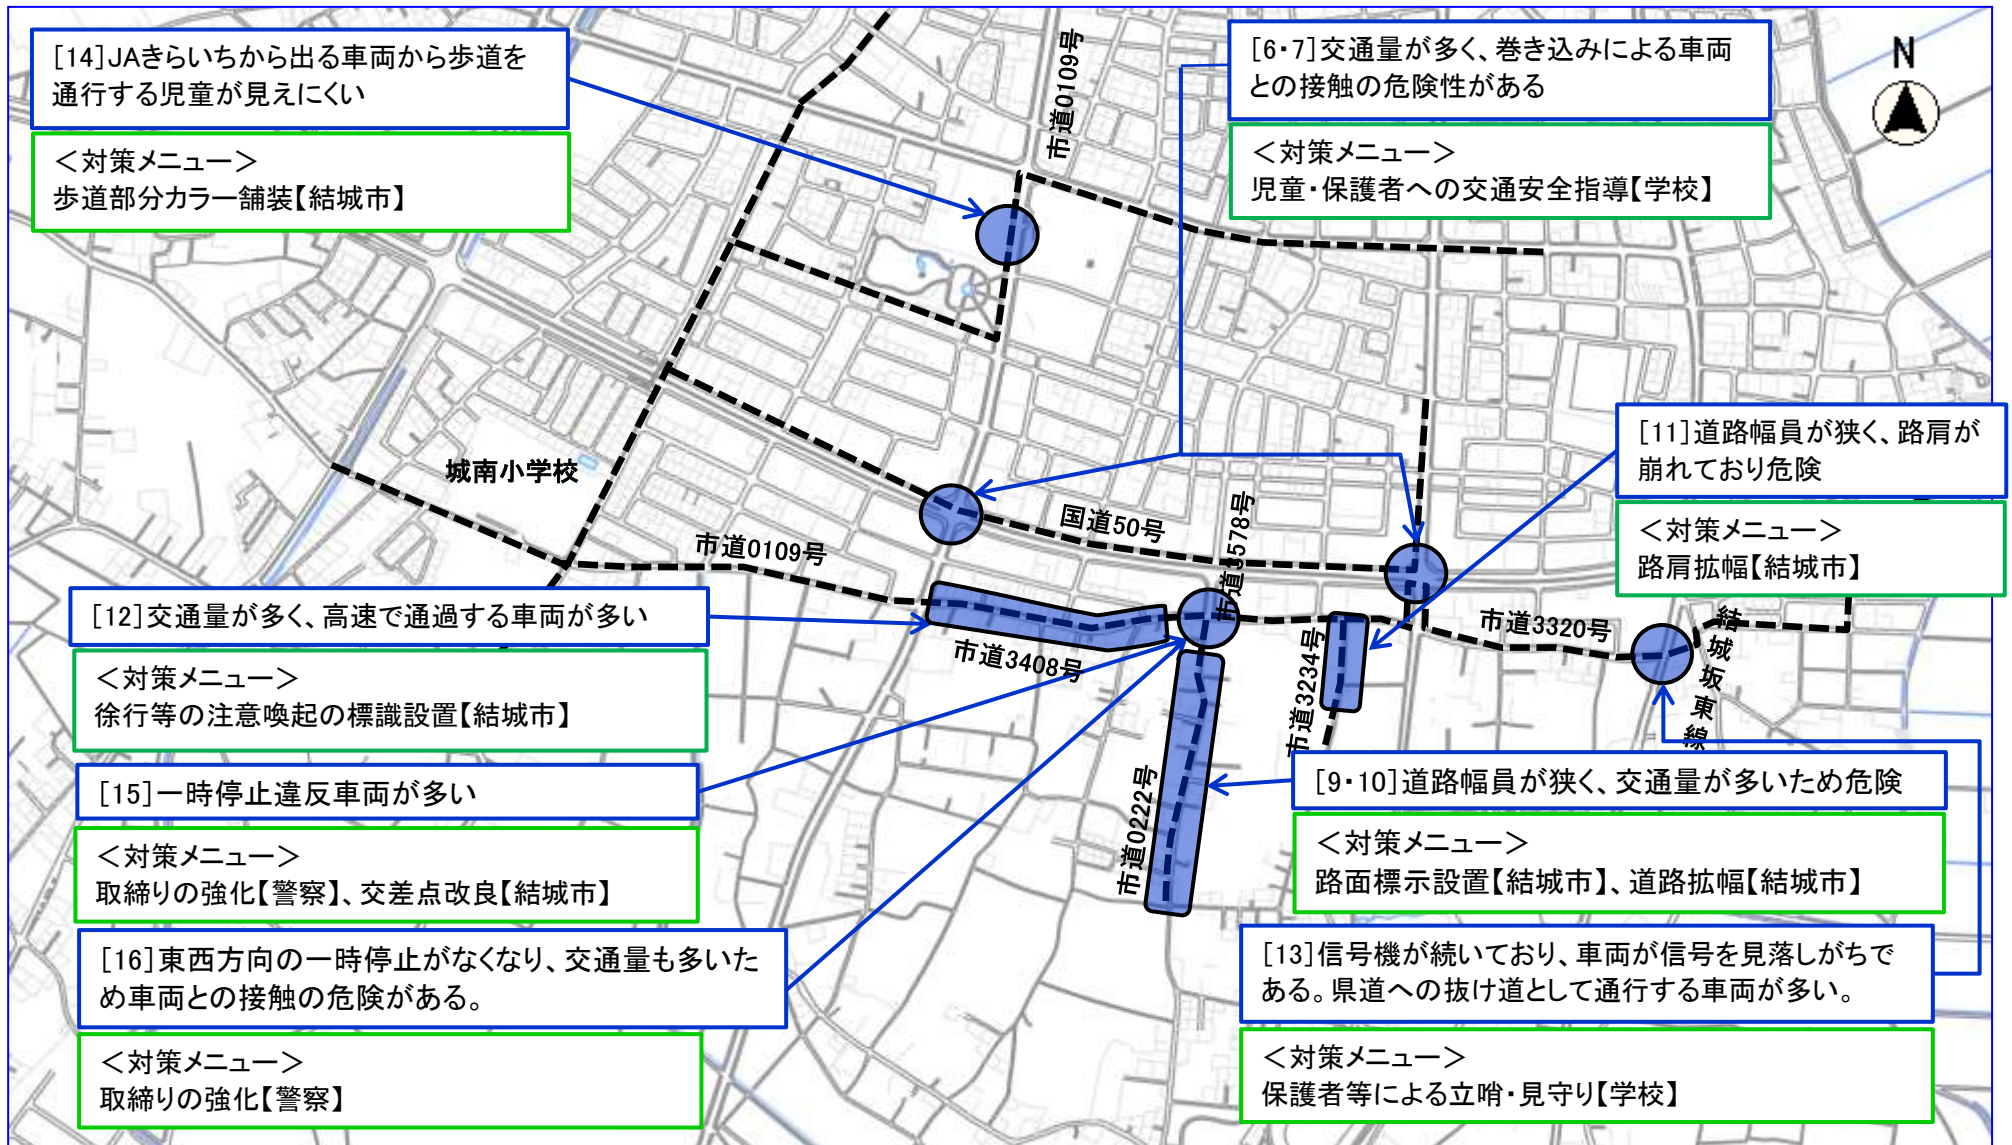 [14]JAきらいちから出る車両から歩道を
通行する児童が見えにくい
＜対策メニュー＞
歩道部分カラー舗装【結城市】
市道0109号
[6・7]交通量が多く、巻き込みによる車両
との接触の危険性がある
＜対策メニュー＞
児童・保護者への交通安全指導【学校】
N
[11]道路幅員が狭く、路肩が
崩れており危険
＜対策メニュー＞
路肩拡幅【結城市】
城南小学校
市道0109号
国道50号
市道3578号
[12]交通量が多く、高速で通過する車両が多い
＜対策メニュー＞
徐行等の注意喚起の標識設置【結城市】
市道3408号
市道3234号
市道3320号
結城坂東線
[15]一時停止違反車両が多い
＜対策メニュー＞
取締りの強化【警察】、交差点改良【結城市】
市道0222号
[9・10]道路幅員が狭く、交通量が多いため危険
＜対策メニュー＞
路面標示設置【結城市】、道路拡幅【結城市】
[16]東西方向の一時停止がなくなり、交通量も多いた
め車両との接触の危険がある。
＜対策メニュー＞
取締りの強化【警察】
[13]信号機が続いており、車両が信号を見落しがちで
ある。県道への抜け道として通行する車両が多い。
＜対策メニュー＞
保護者等による立哨・見守り【学校】